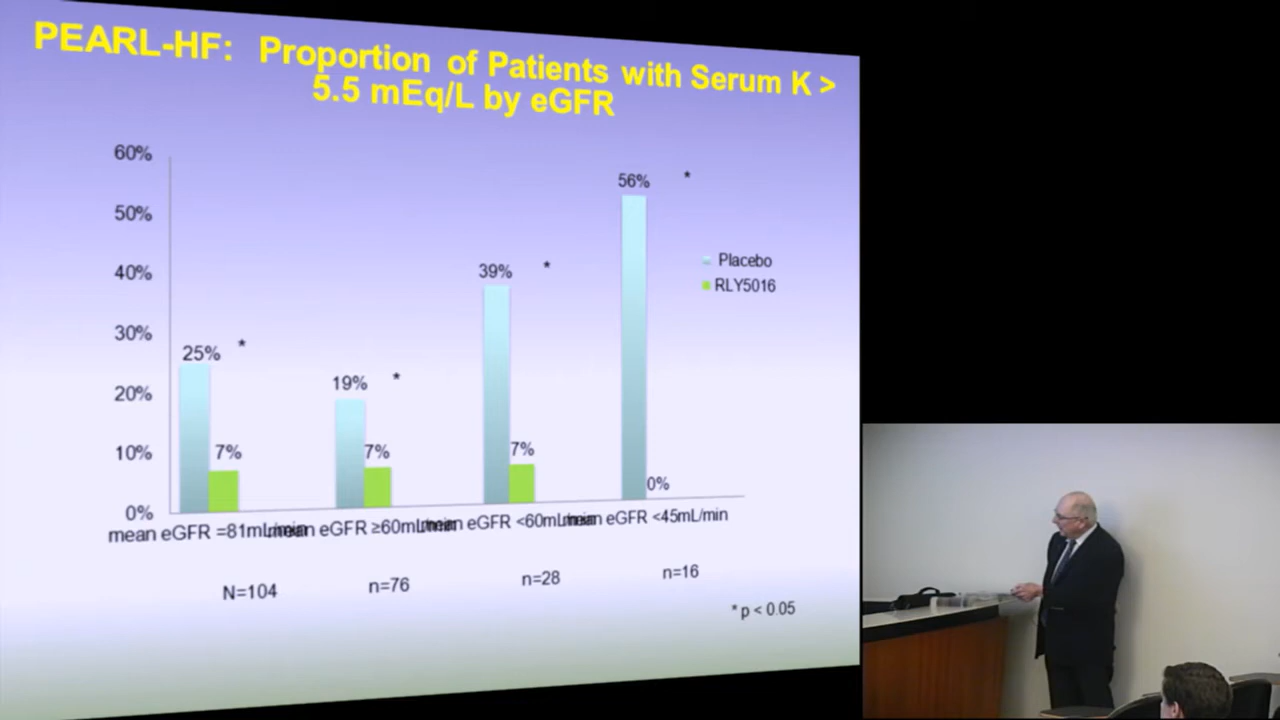 PEARL-HF: Proportion of Patients with Serum K >
5.5 mEq/L by eGFR
60%
50%
40%
30%
20%
10%
0%
25%
*
7%
19%
*
7%
39%
*
7%
56%
*
0%
Placebo
RLY5016
mean eGFR =81mL/min
mean eGFR ≥60mL/min
mean eGFR <60mL/min
mean eGFR <45mL/min
N=104
n=76
n=28
n=16
* p < 0.05